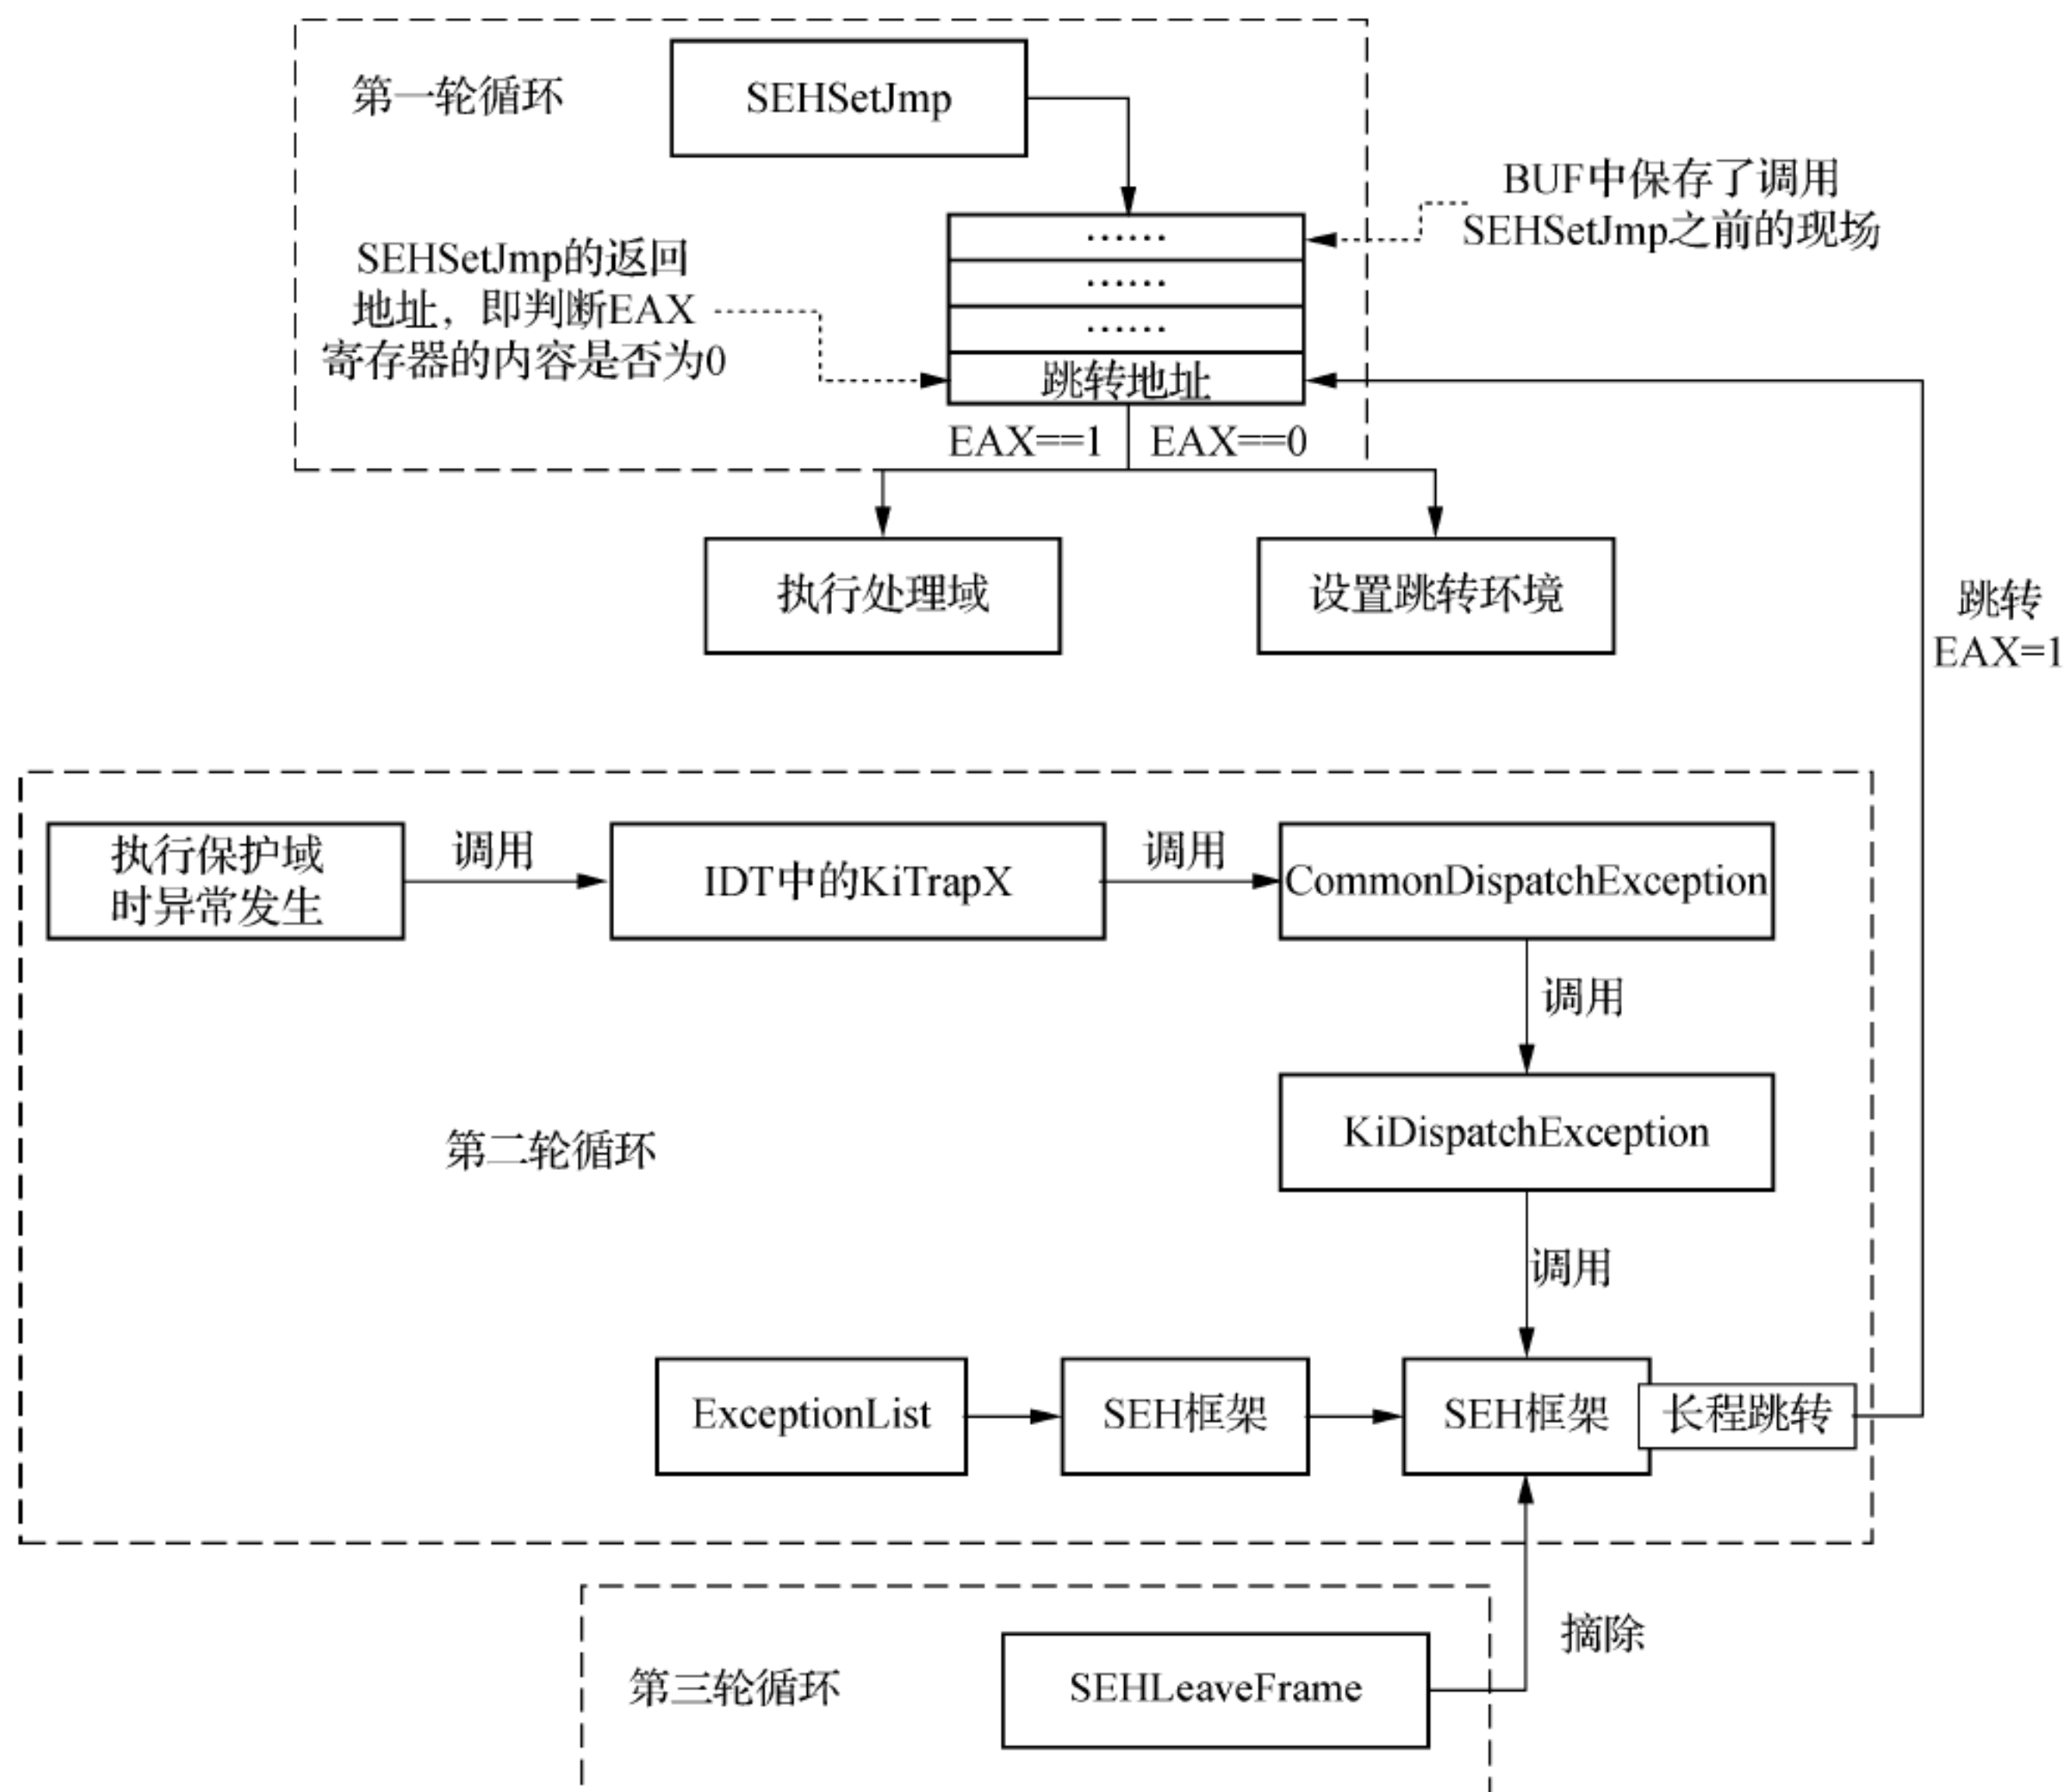 第一轮循环
SEHSetJmp
BUF中保存了调用
SEHSetJmp之前的现场
······
······
······
SEHSetJmp的返回
地址，即判断EAX
寄存器的内容是否为0
跳转地址
EAX==1
EAX==0
执行处理域
设置跳转环境
跳转
EAX=1
执行保护域
时异常发生
调用
IDT中的KiTrapX
调用
CommonDispatchException
调用
第二轮循环
KiDispatchException
调用
ExceptionList
SEH框架
SEH框架
长程跳转
第三轮循环
SEHLeaveFrame
摘除